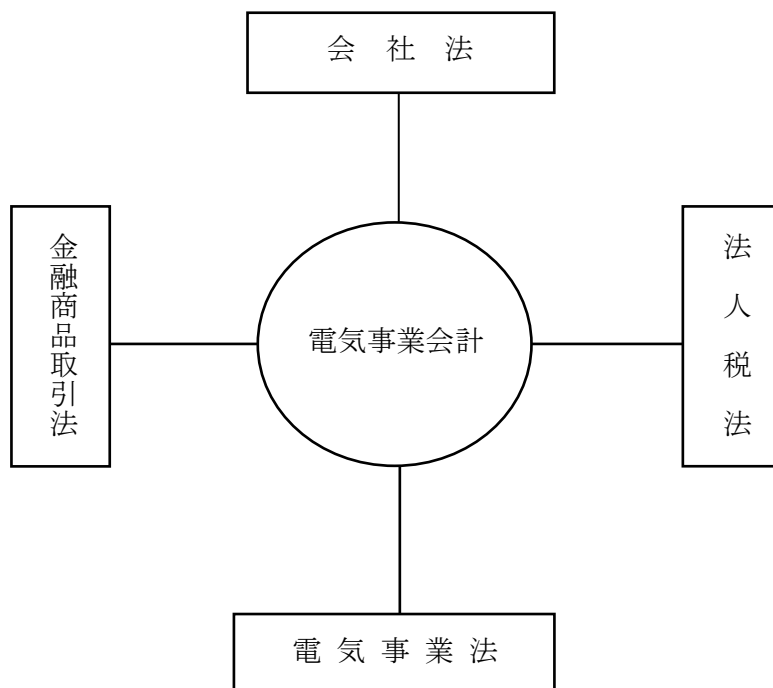 会社法
金融商品取引法
電気事業会計
法人税法
電気事業法